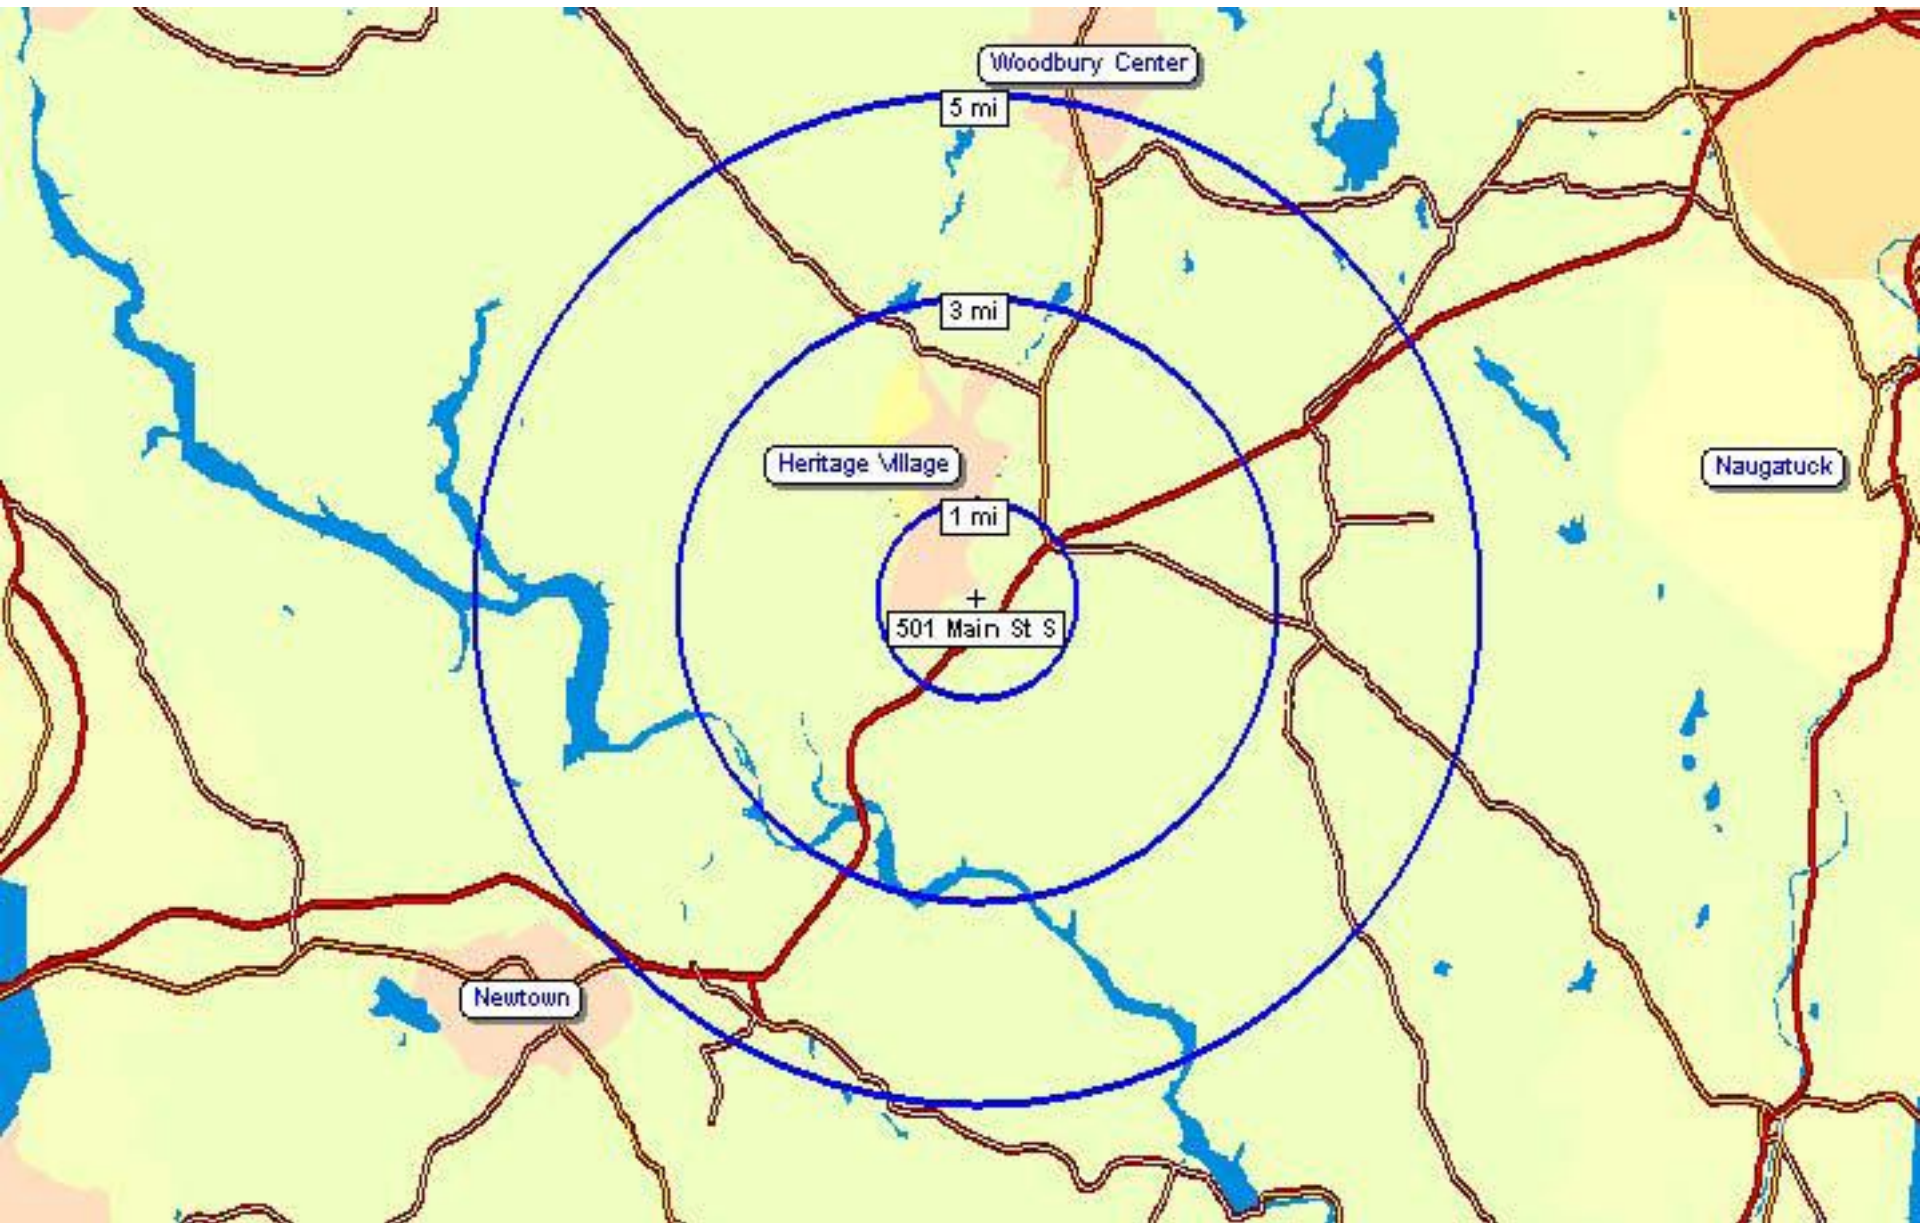 Woodbury Center
5 mi
3 mi
Heritage Village
Naugatuck
1 mi
501 Main St S
Newtown